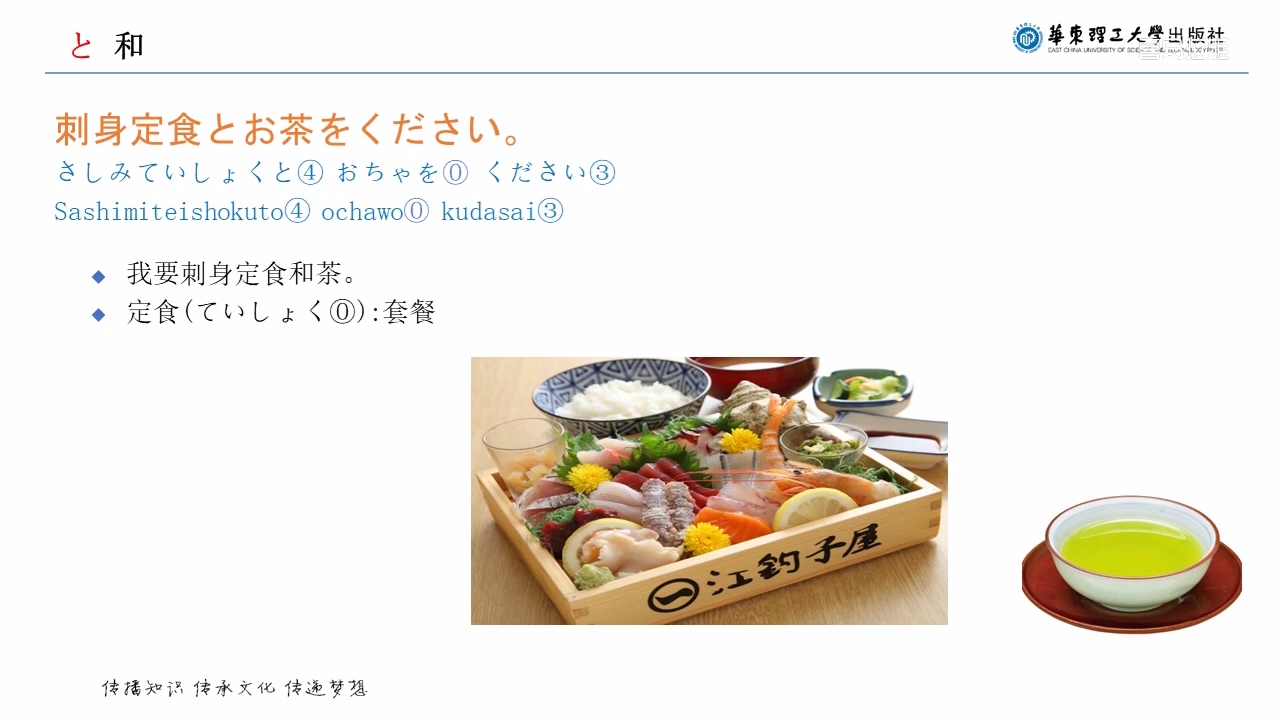 と 和
華東理工大學出版社
刺身定食とお茶をください。
さしみていしょくと④ おちゃを⓪ ください③
Sashimiteishokuto④ ochawo⓪ kudasai③
◆ 我要刺身定食和茶。
◆ 定食(ていしょく⓪):套餐
江釣子屋
传播知识 传承文化 传递梦想